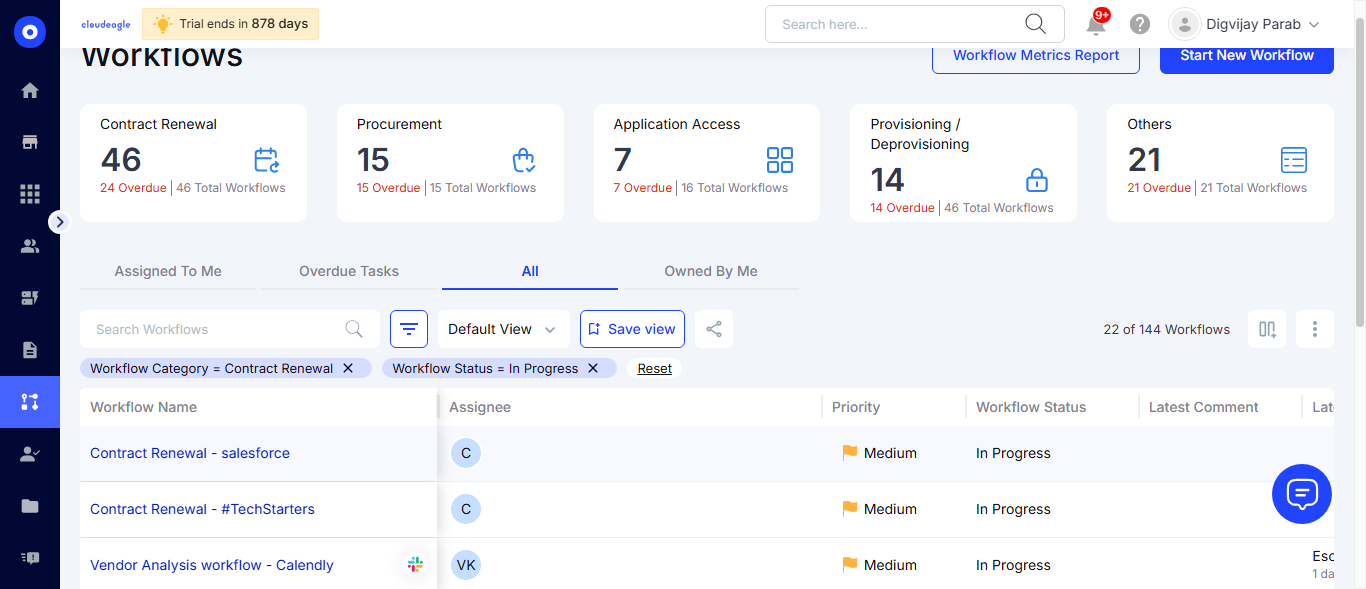 cloudeagle
Trial ends in 878 days
Search here...
9+
Digvijay Parab
Workflows
Workflow Metrics Report
Start New Workflow
Contract Renewal
46
24 Overdue | 46 Total Workflows
Procurement
15
15 Overdue | 15 Total Workflows
Application Access
7
7 Overdue | 16 Total Workflows
Provisioning /
Deprovisioning
14
14 Overdue | 46 Total Workflows
Others
21
21 Overdue | 21 Total Workflows
Assigned To Me
Overdue Tasks
All
Owned By Me
Search Workflows
Default View
Save view
22 of 144 Workflows
Workflow Category = Contract Renewal
Workflow Status = In Progress
Reset
Workflow Name Assignee Priority Workflow Status Latest Comment Lat
Contract Renewal - salesforce C Medium In Progress
Contract Renewal - #TechStarters C Medium In Progress
Vendor Analysis workflow - Calendly VK Medium In Progress Esc
1 da